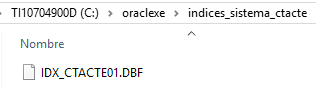 TI10704900D (C:) › oraclexe › indices_sistema_ctacte
Nombre
IDX_CTACTE01.DBF